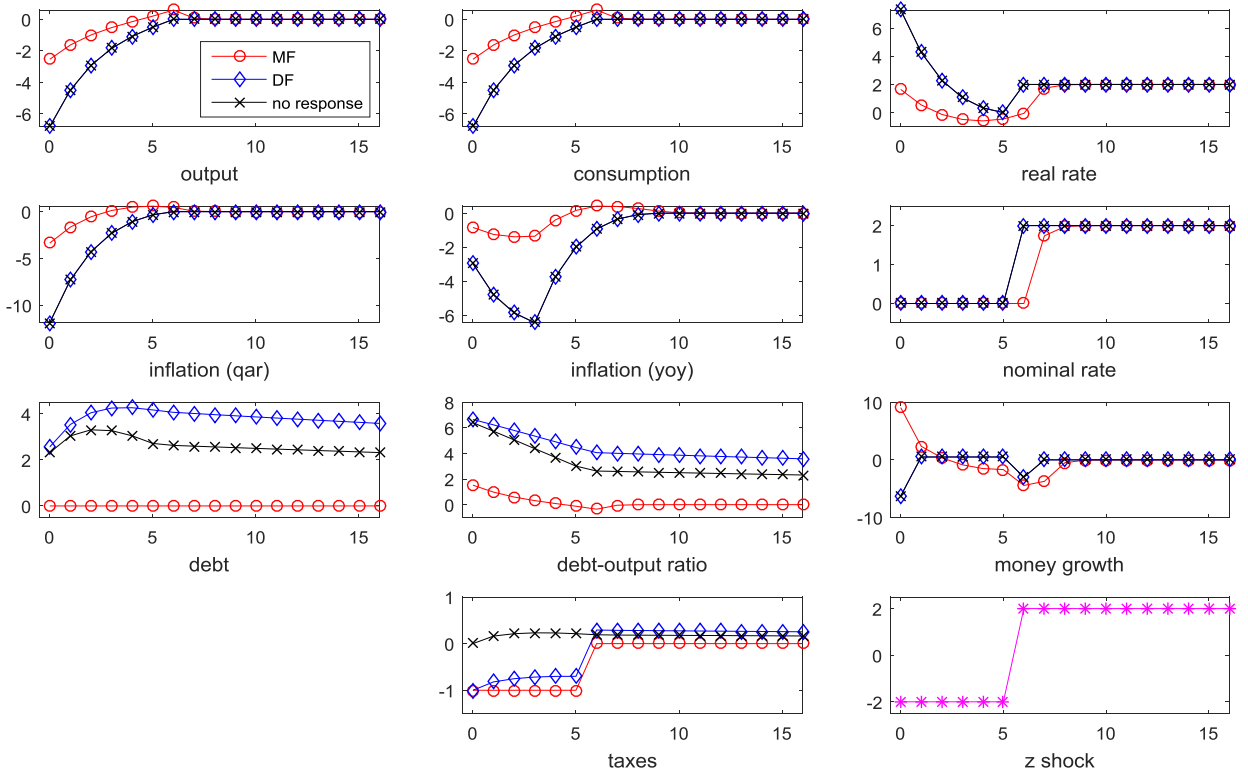 0
-2
-4
-6
MF
DF
no response
0 5 10 15
output
0
-2
-4
-6
0 5 10 15
consumption
6
4
2
0
0 5 10 15
real rate
0
-5
-10
0 5 10 15
inflation (qar)
0
-2
-4
-6
0 5 10 15
inflation (yoy)
2
1
0
0 5 10 15
nominal rate
4
2
0
0 5 10 15
debt
8
6
4
2
0
0 5 10 15
debt-output ratio
10
0
-10
0 5 10 15
money growth
1
0
-1
0 5 10 15
taxes
2
0
-2
0 5 10 15
z shock